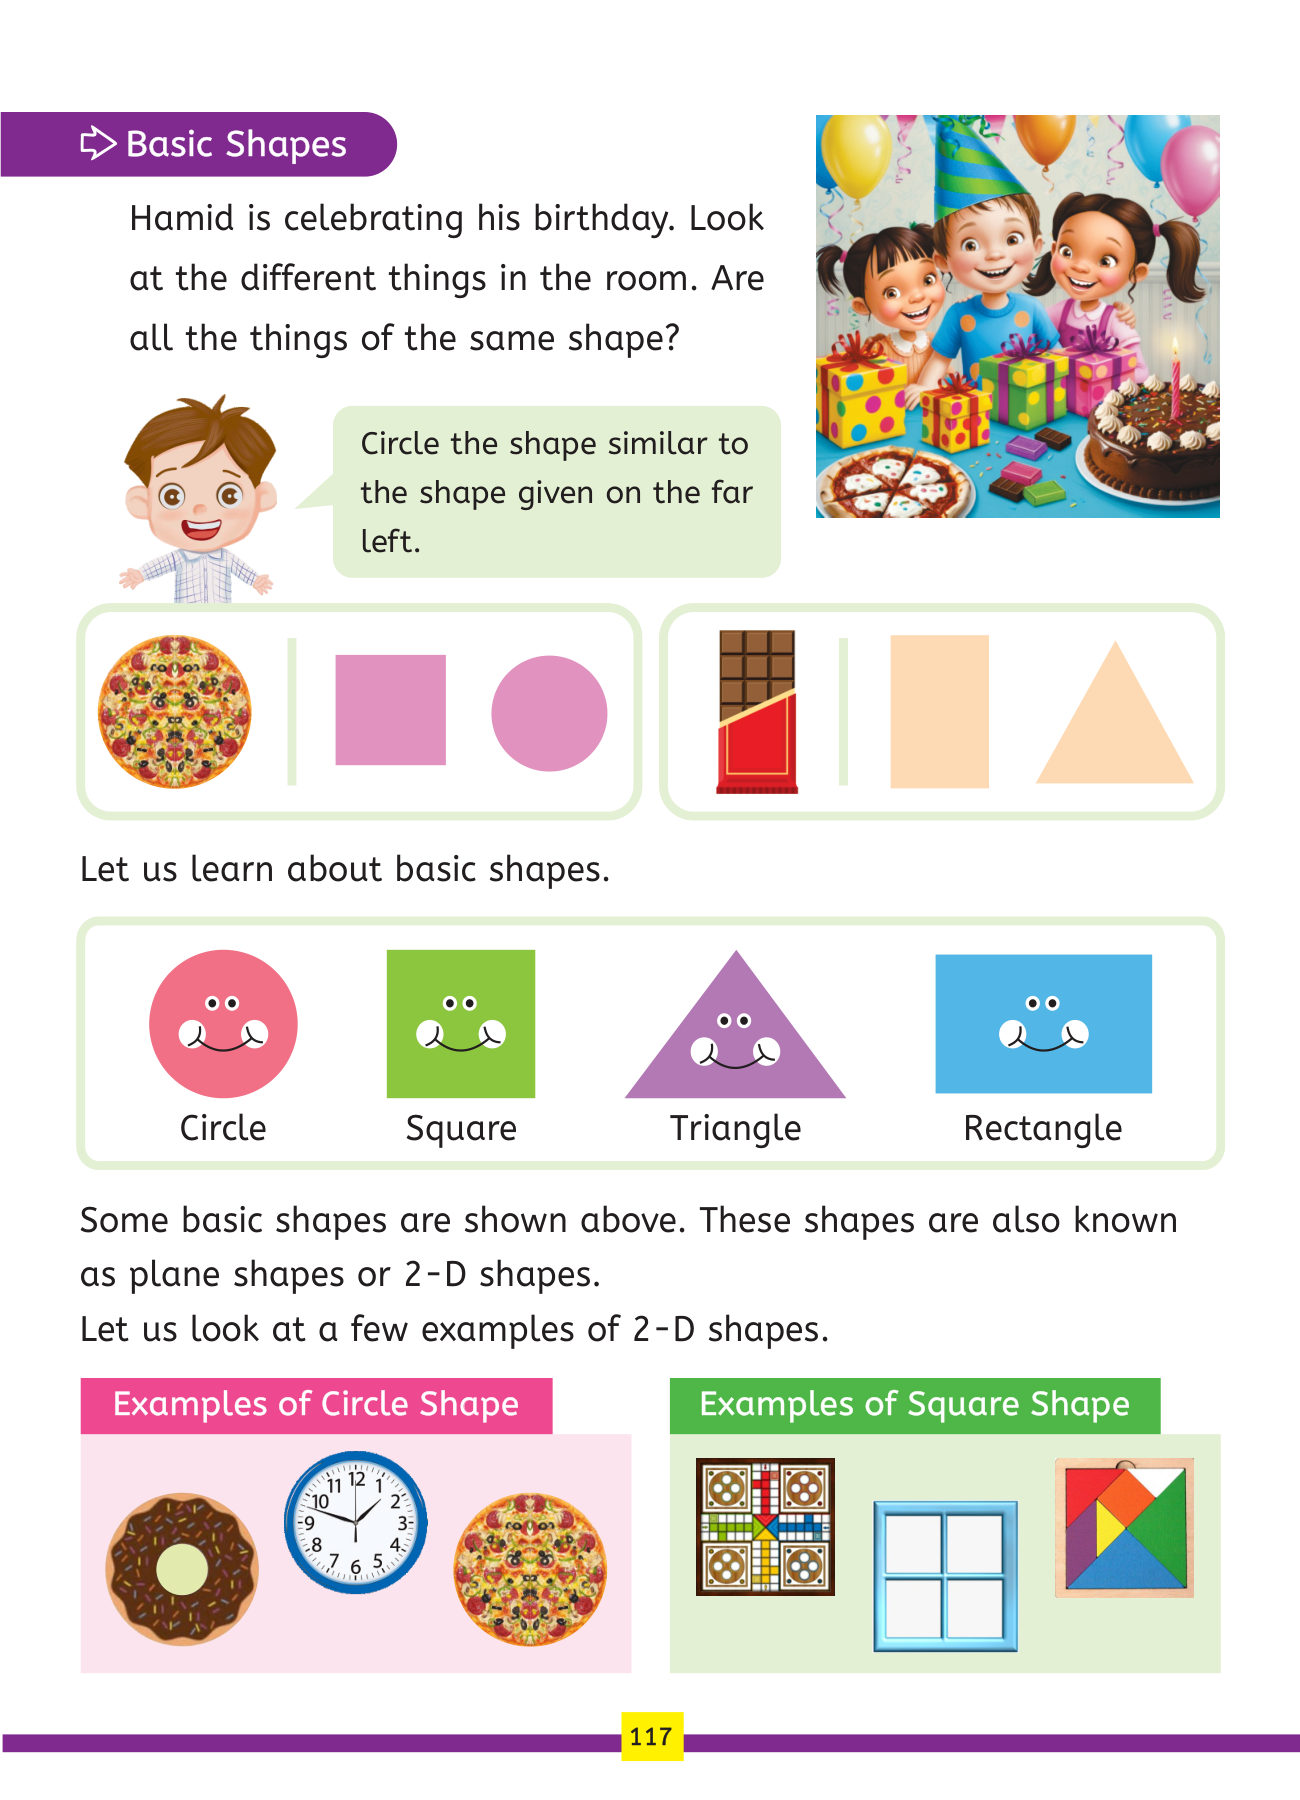 Basic Shapes
Hamid is celebrating his birthday. Look
at the different things in the room. Are
all the things of the same shape?
Circle the shape similar to
the shape given on the far
left.
Let us learn about basic shapes.
Circle
Square
Triangle
Rectangle
Some basic shapes are shown above. These shapes are also known
as plane shapes or 2-D shapes.
Let us look at a few examples of 2-D shapes.
Examples of Circle Shape
Examples of Square Shape
12
1
2
3
4
5
6
7
8
9
10
11
117